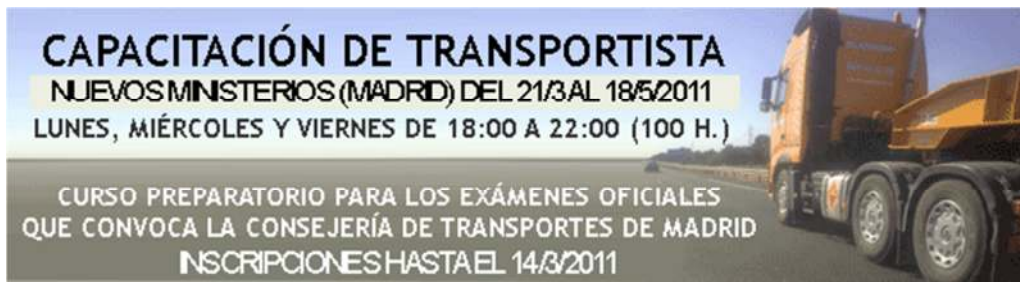 CAPACITACIÓN DE TRANSPORTISTA
NUEVOS MINISTERIOS (MADRID) DEL 21/3 AL 18/5/2011
LUNES, MIÉRCOLES Y VIERNES DE 18:00 A 22:00 (100 H.)
CURSO PREPARATORIO PARA LOS EXÁMENES OFICIALES
QUE CONVOCA LA CONSEJERÍA DE TRANSPORTES DE MADRID
INSCRIPCIONES HASTA EL 14/3/2011